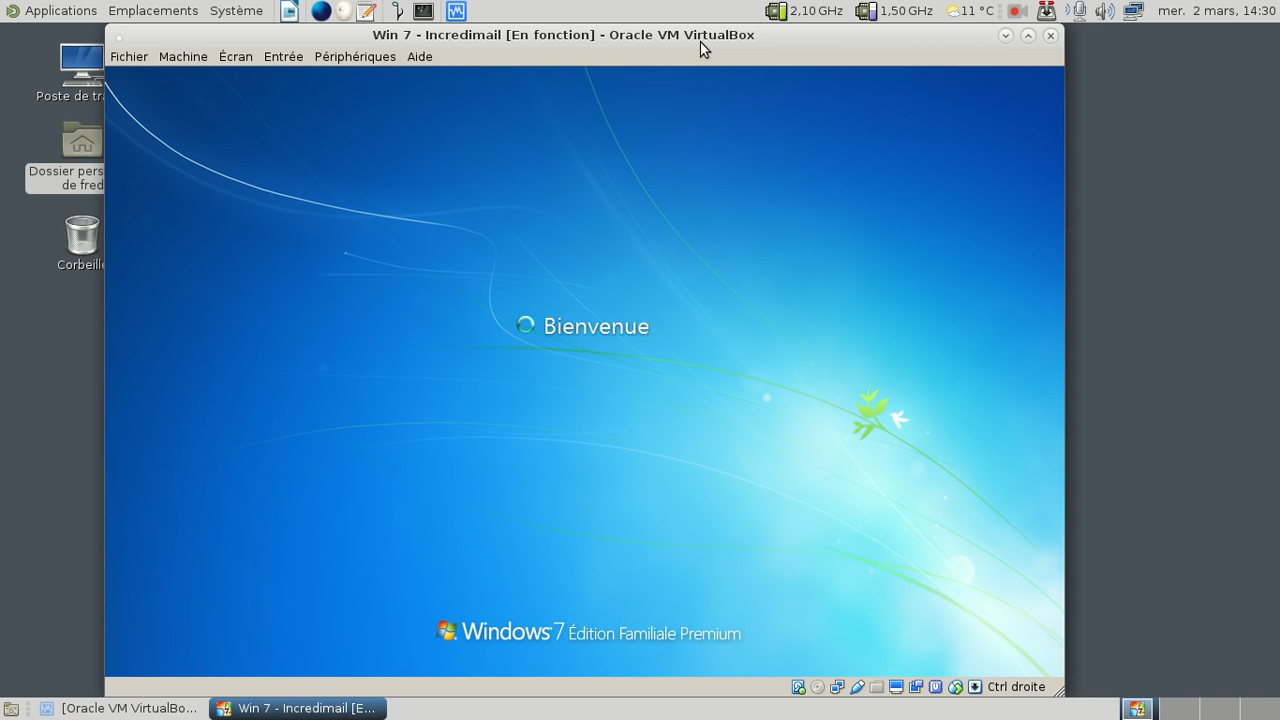 Applications Emplacements Système 2,10 GHz 1,50 GHz 11 °C mer. 2 mars, 14:30
Win 7 - Incredimail [En fonction] - Oracle VM VirtualBox
Fichier Machine Écran Entrée Périphériques Aide
Poste de tra
Dossier pers
de fred
Corbeille
Bienvenue
Windows 7 Édition Familiale Premium
Ctrl droite
[Oracle VM VirtualBo... Win 7 - Incredimail [E...